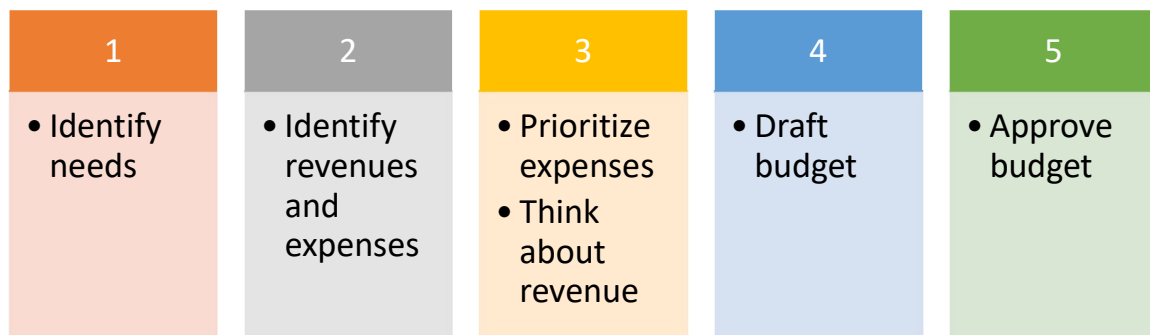 1
• Identify
needs
2
• Identify
revenues
and
expenses
3
• Prioritize
expenses
• Think
about
revenue
4
• Draft
budget
5
• Approve
budget